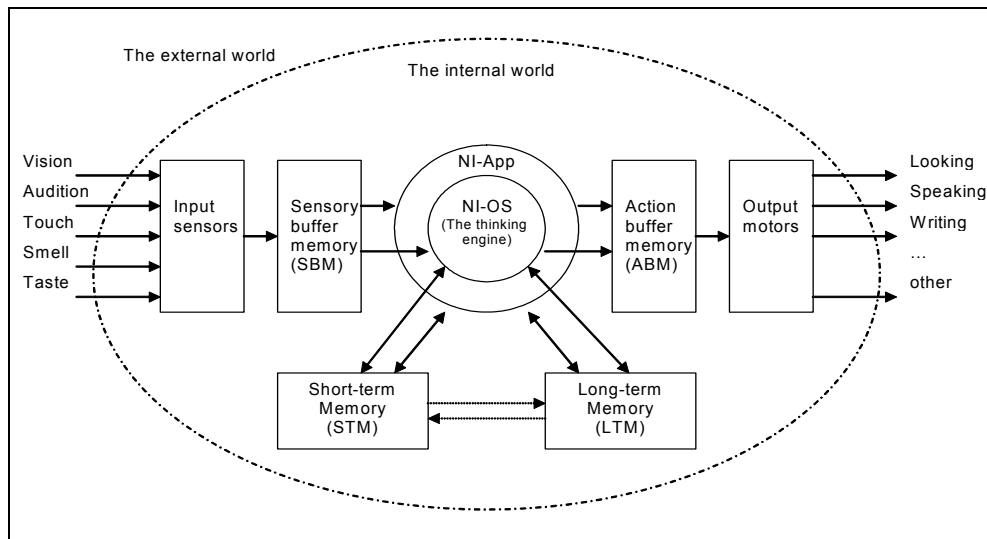 The external world
The internal world
Vision
Audition
Touch
Smell
Taste
Input
sensors
Sensory
buffer
memory
(SBM)
NI-App
NI-OS
(The thinking
engine)
Action
buffer
memory
(ABM)
Output
motors
Looking
Speaking
Writing
...
other
Short-term
Memory
(STM)
Long-term
Memory
(LTM)